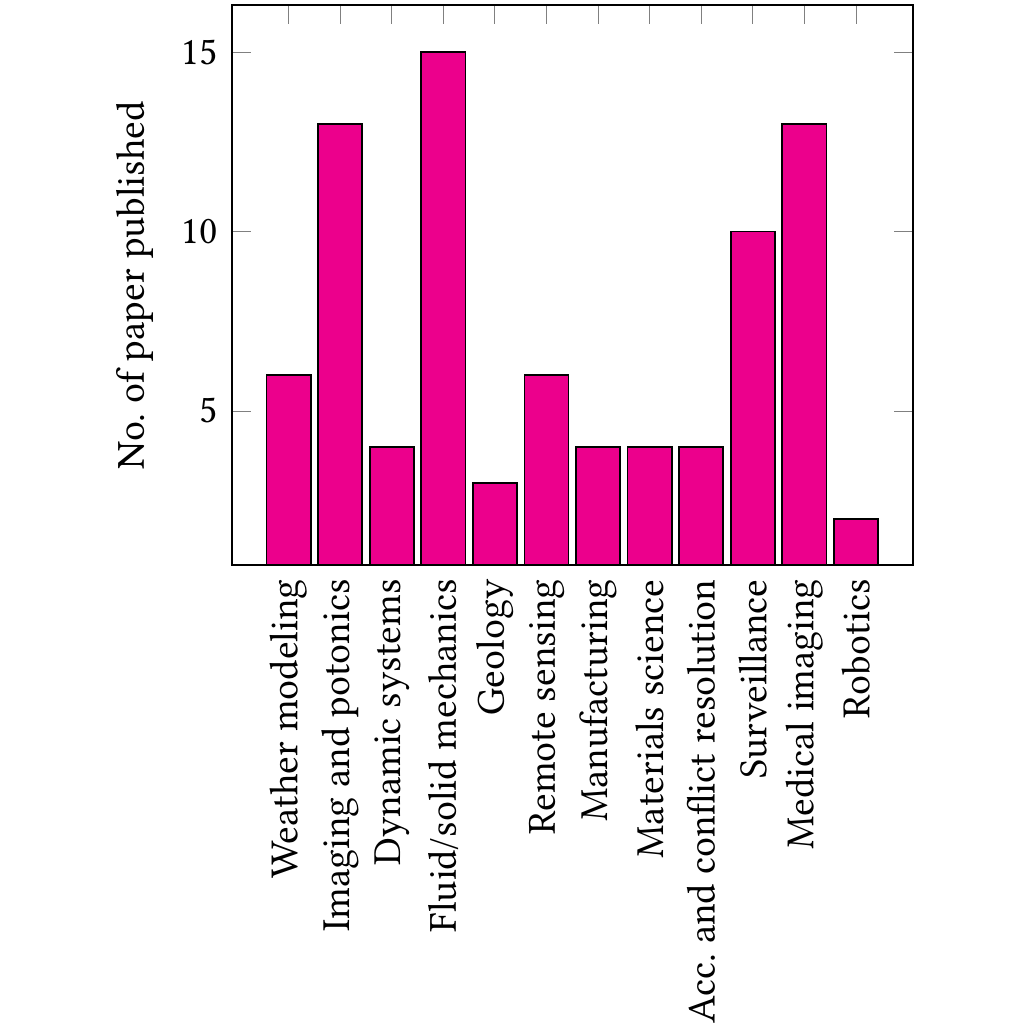 No. of paper published
15
10
5
Weather modeling
Imaging and potonics
Dynamic systems
Fluid/solid mechanics
Geology
Remote sensing
Manufacturing
Materials science
Acc. and conflict resolution
Surveillance
Medical imaging
Robotics